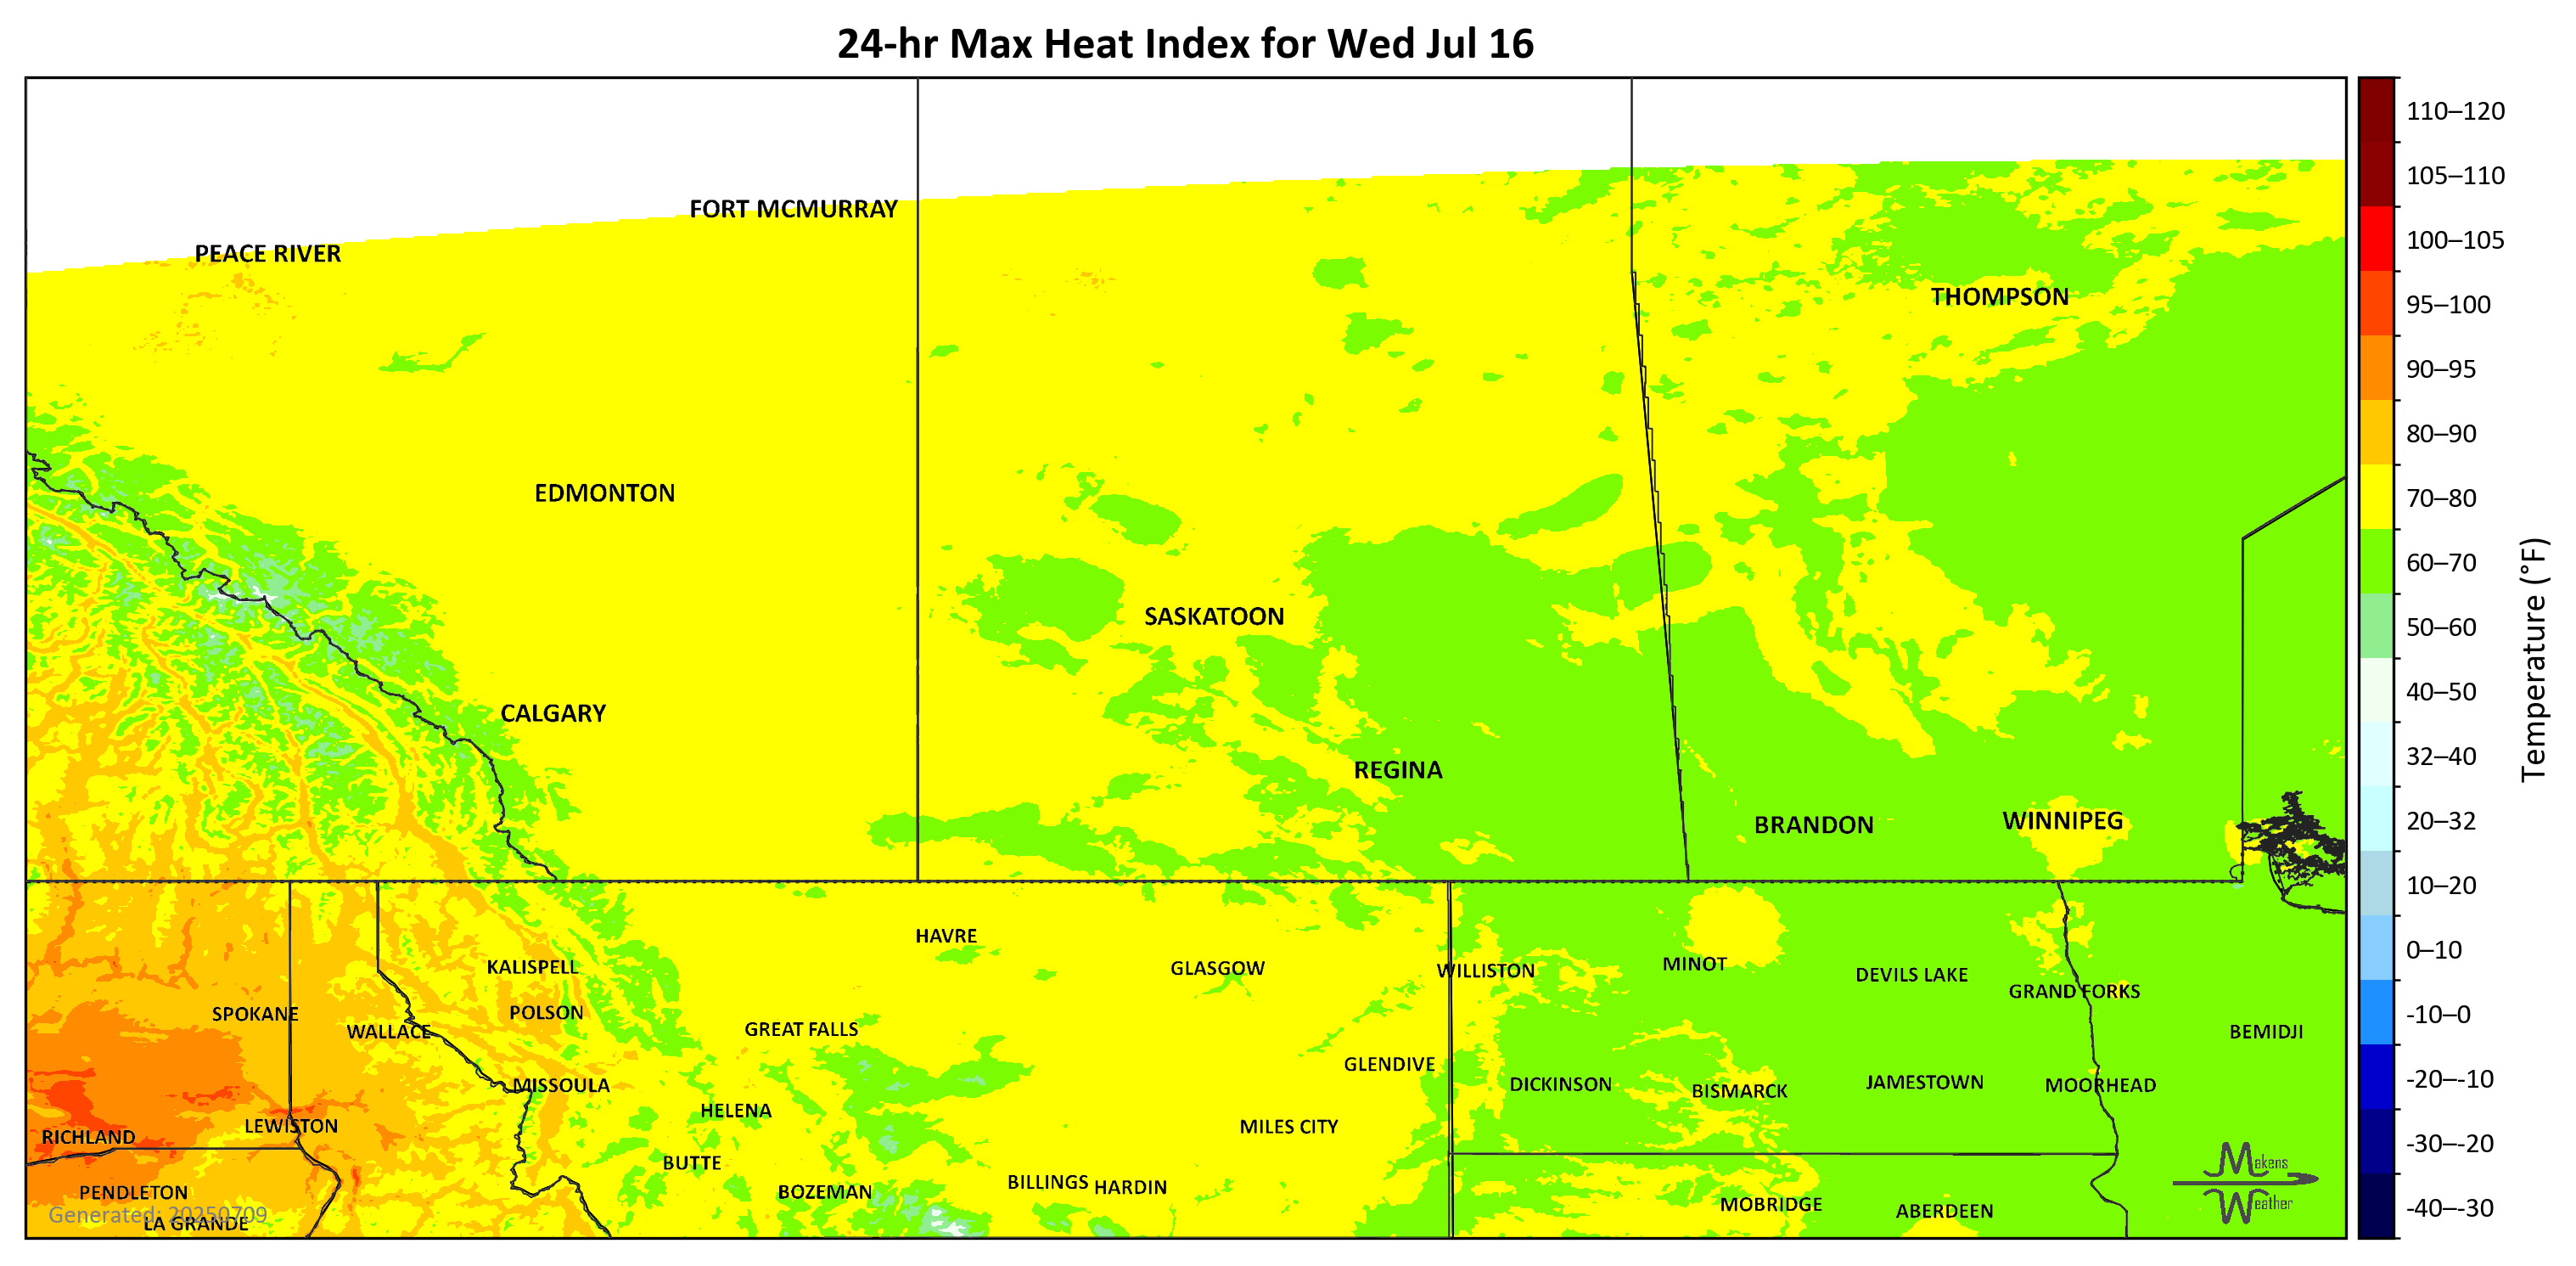 24-hr Max Heat Index for Wed Jul 16
110–120
105–110
100–105
95–100
90–95
80–90
70–80
60–70
50–60
40–50
32–40
20–32
10–20
0–10
-10–0
-20–-10
-30–-20
-40–-30
Temperature (°F)
FORT MCMURRAY
PEACE RIVER
THOMPSON
EDMONTON
SASKATOON
CALGARY
REGINA
BRANDON
WINNIPEG
HAVRE
KALISPELL
GLASGOW
WILLISTON
MINOT
DEVILS LAKE
GRAND FORKS
SPOKANE
POLSON
WALLACE
GREAT FALLS
BEMIDJI
GLENDIVE
MISSOULA
DICKINSON
BISMARCK
JAMESTOWN
MOORHEAD
HELENA
LEWISTON
MILES CITY
RICHLAND
BUTTE
BILLINGS
HARDIN
PENDLETON
BOZEMAN
MOBRIDGE
ABERDEEN
LA GRANDE
Generated: 20250709
Makens
Weather